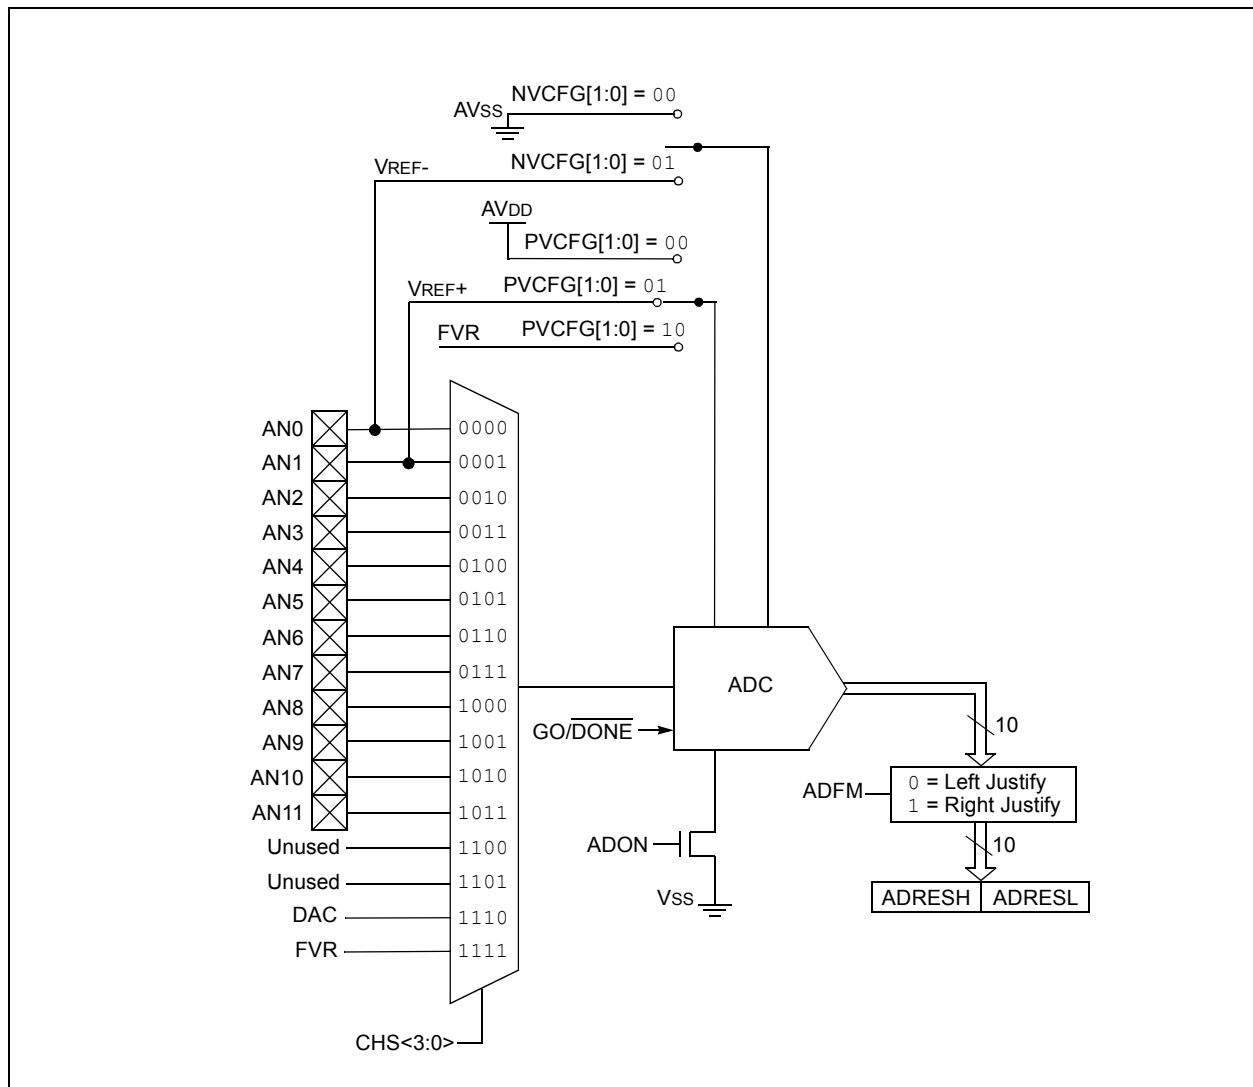 NVCFG[1:0] = 00
AVSS
NVCFG[1:0] = 01
VREF-
AVDD
PVCFG[1:0] = 00
VREF+
PVCFG[1:0] = 01
FVR
PVCFG[1:0] = 10
AN0 0000
AN1 0001
AN2 0010
AN3 0011
AN4 0100
AN5 0101
AN6 0110
AN7 0111
AN8 1000
AN9 1001
AN10 1010
AN11 1011
Unused 1100
Unused 1101
DAC 1110
FVR 1111
CHS<3:0>
ADC
GO/DONE
ADON
VSS
10
ADFM
0 = Left Justify
1 = Right Justify
10
ADRESH ADRESL